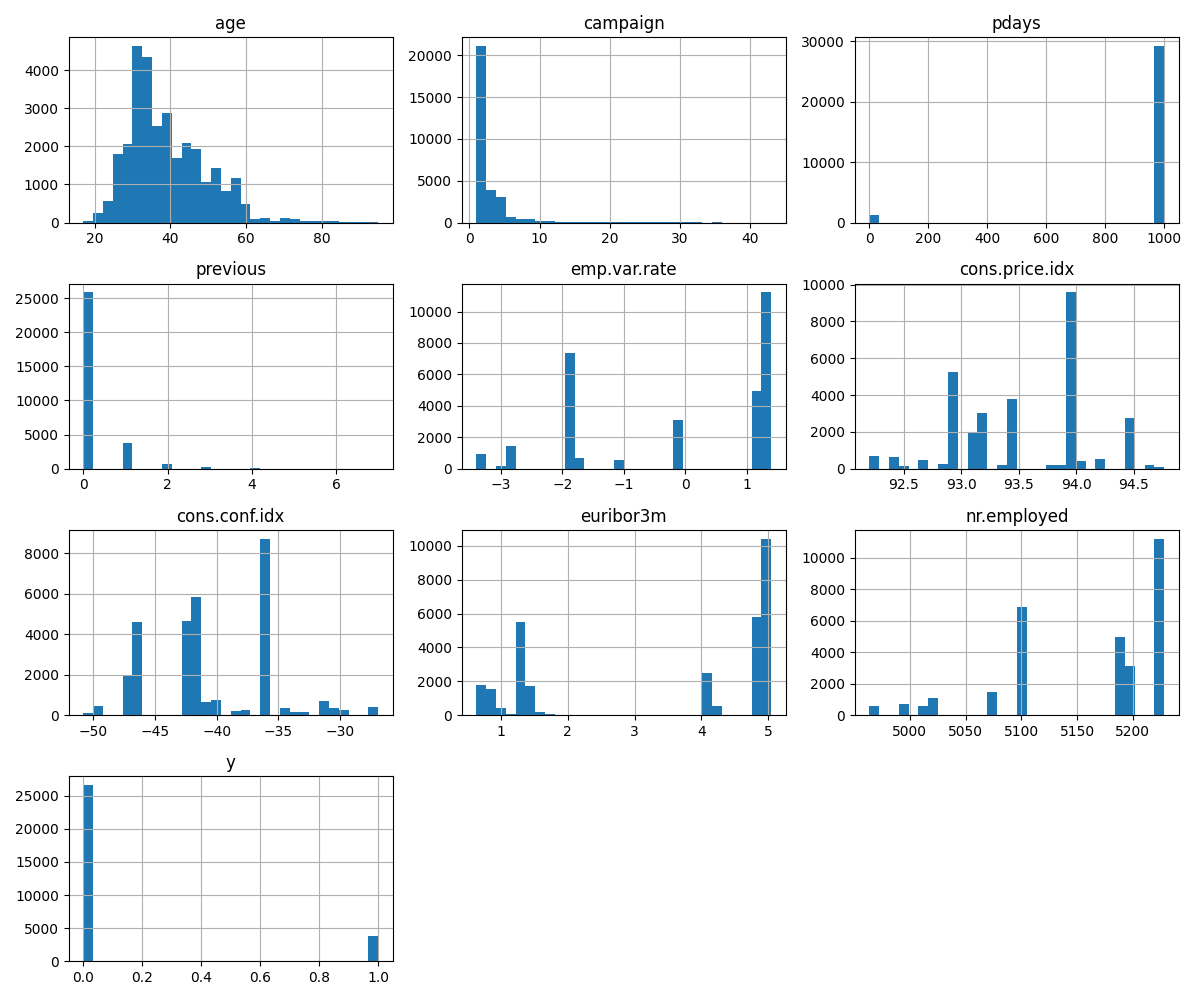 age
4000
3000
2000
1000
0
20 40 60 80
campaign
20000
15000
10000
5000
0
0 10 20 30 40
pdays
30000
20000
10000
0
0 200 400 600 800 1000
previous
25000
20000
15000
10000
5000
0
0 2 4 6
emp.var.rate
10000
8000
6000
4000
2000
0
−3 −2 −1 0 1
cons.price.idx
10000
8000
6000
4000
2000
0
92.5 93.0 93.5 94.0 94.5
cons.conf.idx
8000
6000
4000
2000
0
−50 −45 −40 −35 −30
euribor3m
10000
8000
6000
4000
2000
0
1 2 3 4 5
nr.employed
10000
8000
6000
4000
2000
0
5000 5050 5100 5150 5200
y
25000
20000
15000
10000
5000
0
0.0 0.2 0.4 0.6 0.8 1.0